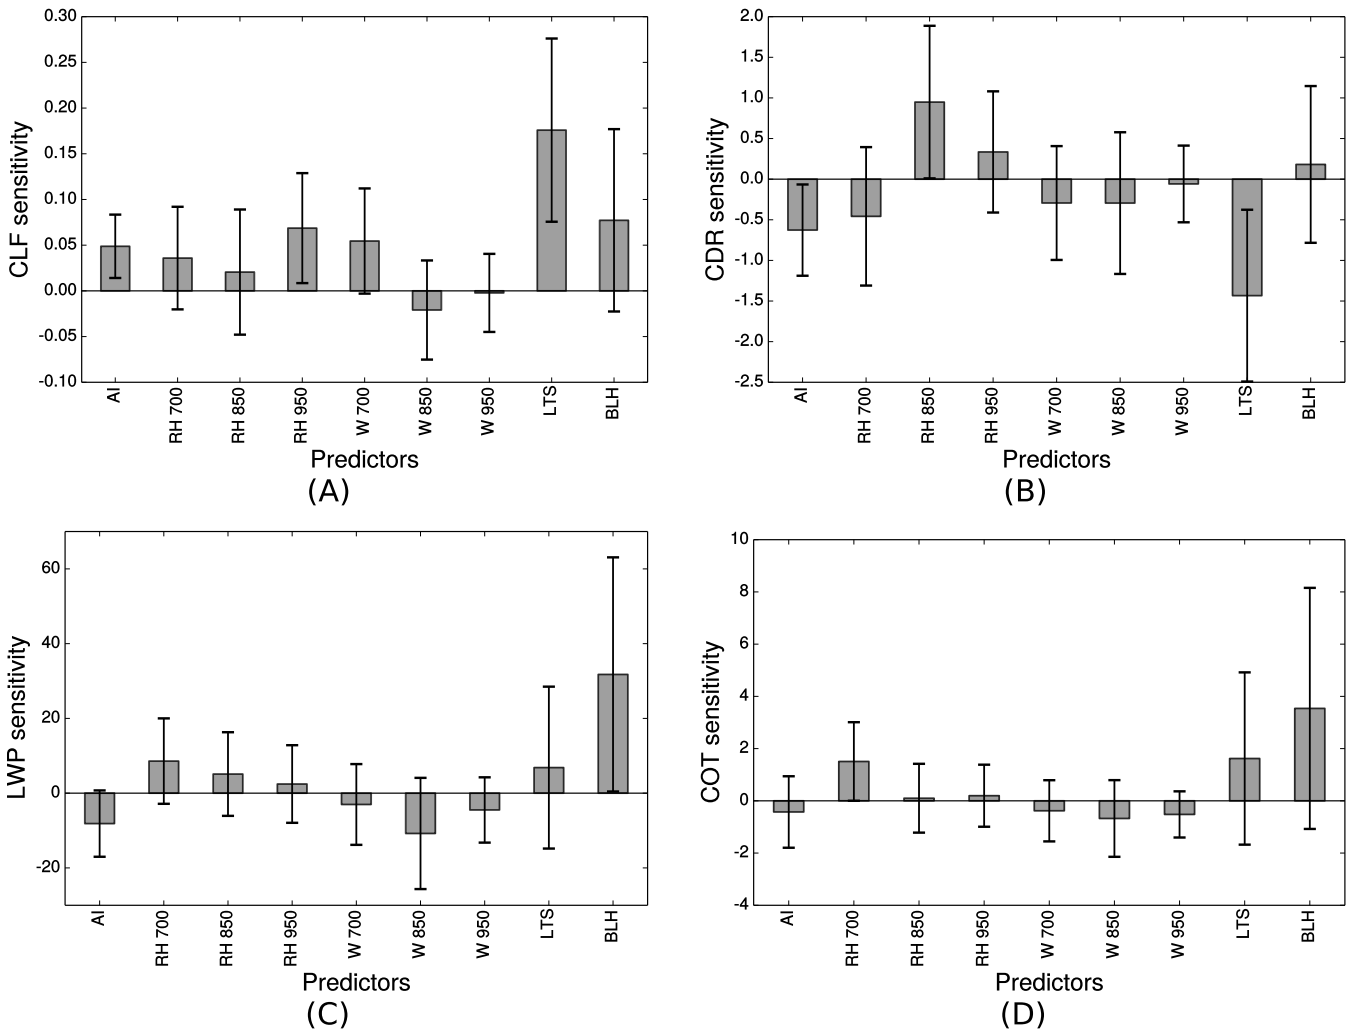 0.30
0.25
0.20
0.15
0.10
0.05
0.00
-0.05
-0.10
CLF sensitivity
AI
RH 700
RH 850
RH 950
W 700
W 850
W 950
LTS
BLH
Predictors
(A)
2.0
1.5
1.0
0.5
0.0
-0.5
-1.0
-1.5
-2.0
-2.5
CDR sensitivity
AI
RH 700
RH 850
RH 950
W 700
W 850
W 950
LTS
BLH
Predictors
(B)
60
40
20
0
-20
LWP sensitivity
AI
RH 700
RH 850
RH 950
W 700
W 850
W 950
LTS
BLH
Predictors
(C)
10
8
6
4
2
0
-2
-4
COT sensitivity
AI
RH 700
RH 850
RH 950
W 700
W 850
W 950
LTS
BLH
Predictors
(D)